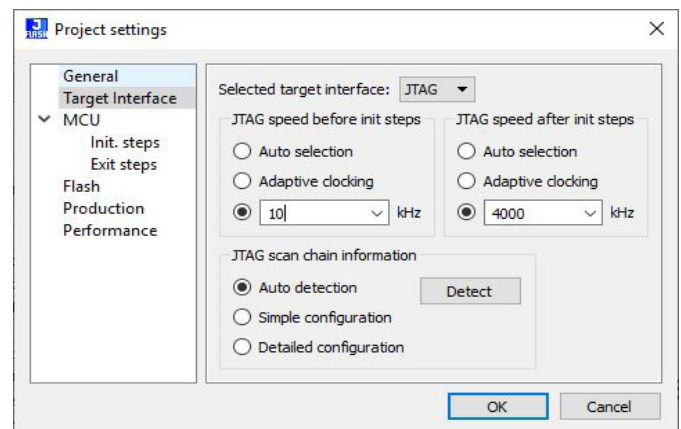 J
FLASH
Project settings
General
Target Interface
MCU
Init. steps
Exit steps
Flash
Production
Performance
Selected target interface: JTAG
JTAG speed before init steps
Auto selection
Adaptive clocking
10 kHz
JTAG speed after init steps
Auto selection
Adaptive clocking
4000 kHz
JTAG scan chain information
Auto detection
Detect
Simple configuration
Detailed configuration
OK
Cancel